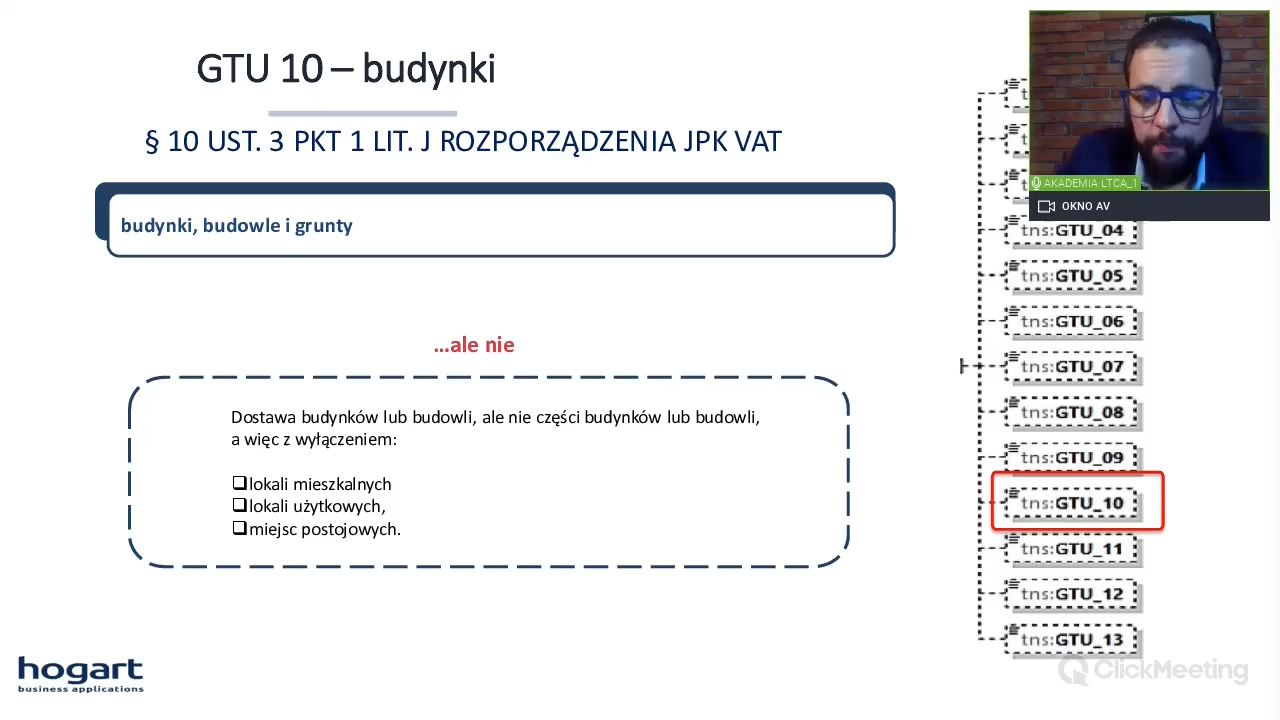 GTU 10 – budynki
§ 10 UST. 3 PKT 1 LIT. J ROZPORZĄDZENIA JPK VAT
budynki, budowle i grunty
...ale nie
Dostawa budynków lub budowli, ale nie części budynków lub budowli,
a więc z wyłączeniem:
lokali mieszkalnych
lokali użytkowych,
miejsc postojowych.
hogart
business applications
AKADEMIA LTCA_1
OKNO AV
tns:GTU_04
tns:GTU_05
tns:GTU_06
tns:GTU_07
tns:GTU_08
tns:GTU_09
tns:GTU_10
tns:GTU_11
tns:GTU_12
tns:GTU_13
ClickMeeting